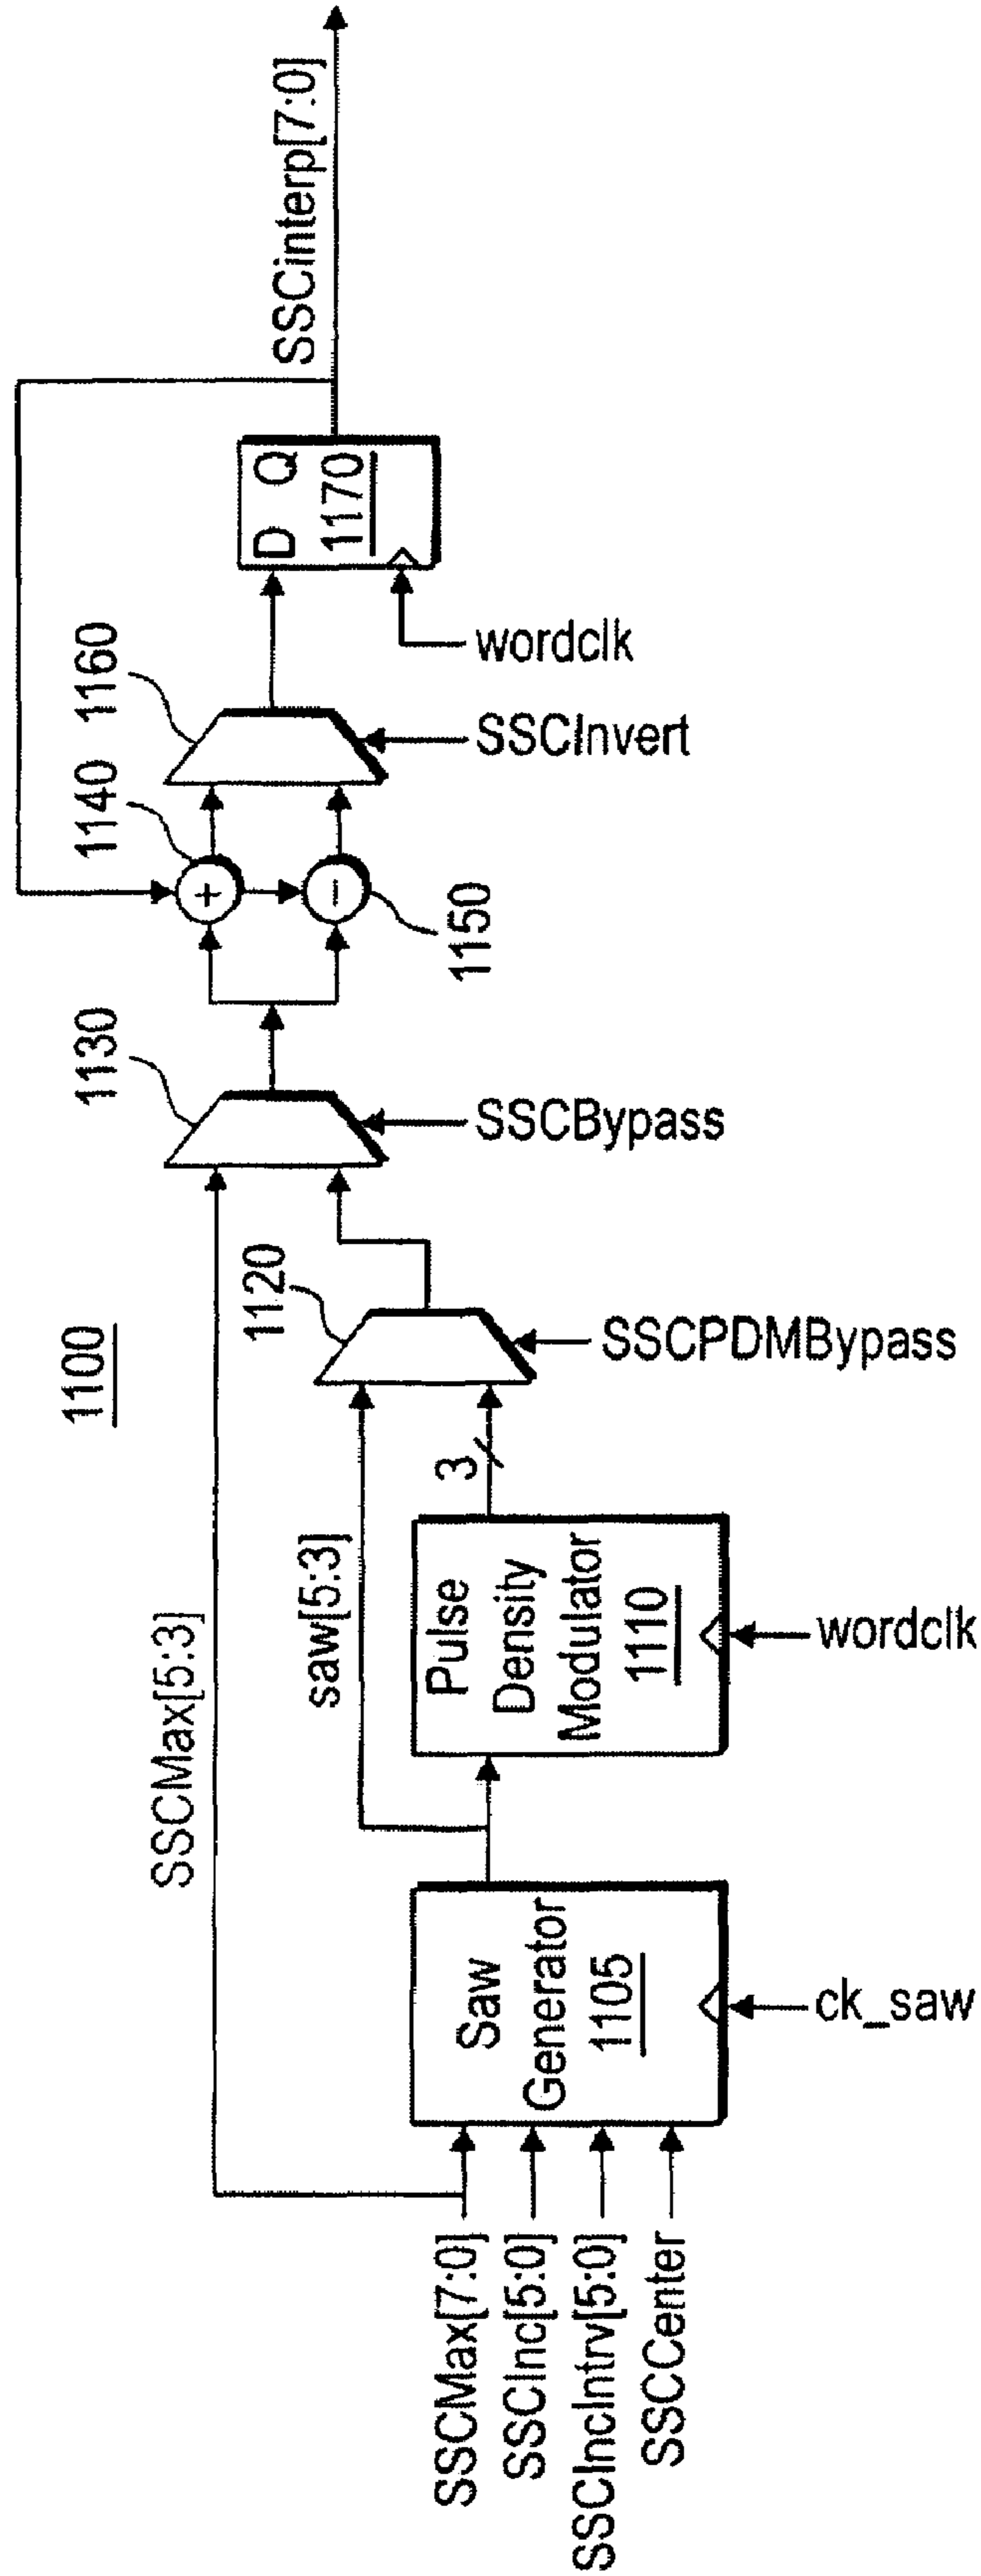 1100
SSCMax[7:0]
SSCInc[5:0]
SSCIncIntrv[5:0]
SSCCenter
Saw
Generator
1105
ck_saw
SSCMax[5:3]
saw[5:3]
Pulse
Density
Modulator
1110
wordclk
3
1120
SSCPDMBypass
1130
SSCBypass
1140
+
-
1150
1160
SSCInvert
D Q
1170
wordclk
SSCinterp[7:0]